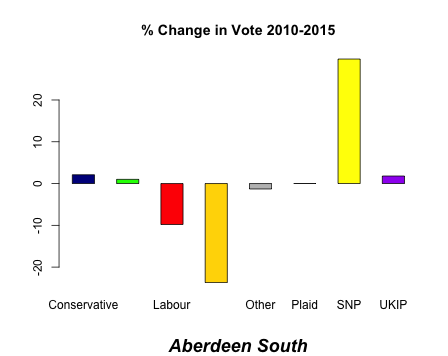 % Change in Vote 2010-2015
20
10
0
-10
-20
Conservative Labour Other Plaid SNP UKIP
Aberdeen South